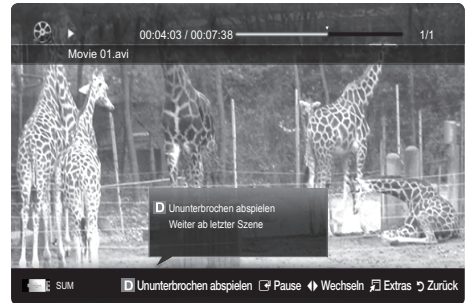 00:04:03 / 00:07:38 1/1
Movie 01.avi
D Ununterbrochen abspielen
Weiter ab letzter Szene
SUM D Ununterbrochen abspielen Pause Wechseln Extras Zurück